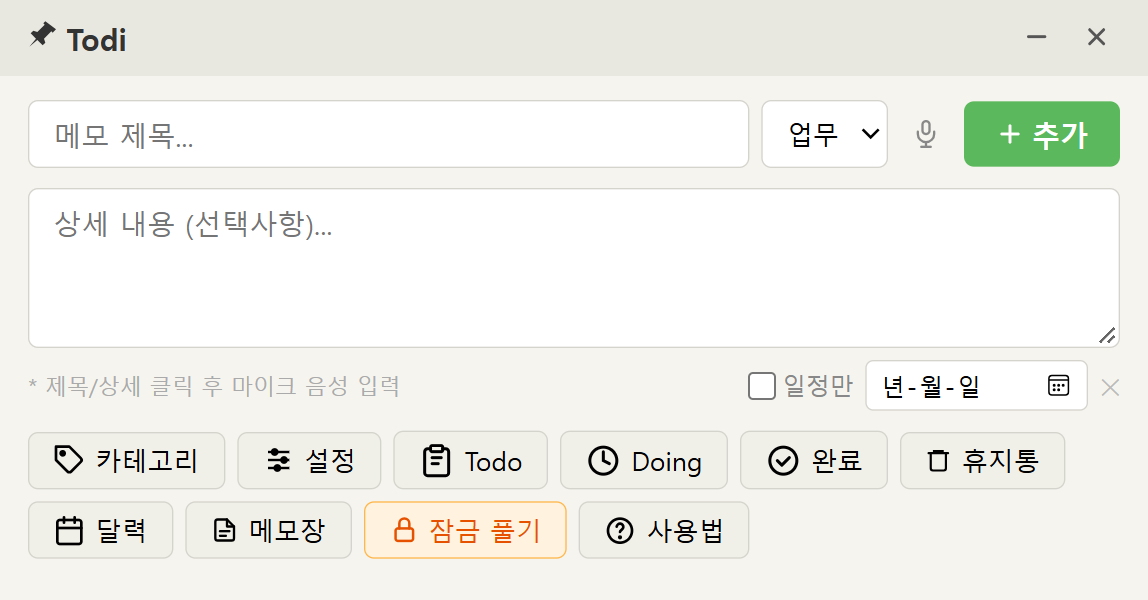 Todi
메모 제목...
업무
+ 추가
상세 내용 (선택사항)...
* 제목/상세 클릭 후 마이크 음성 입력
일정만
년-월-일
카테고리
설정
Todo
Doing
완료
휴지통
달력
메모장
잠금 풀기
사용법